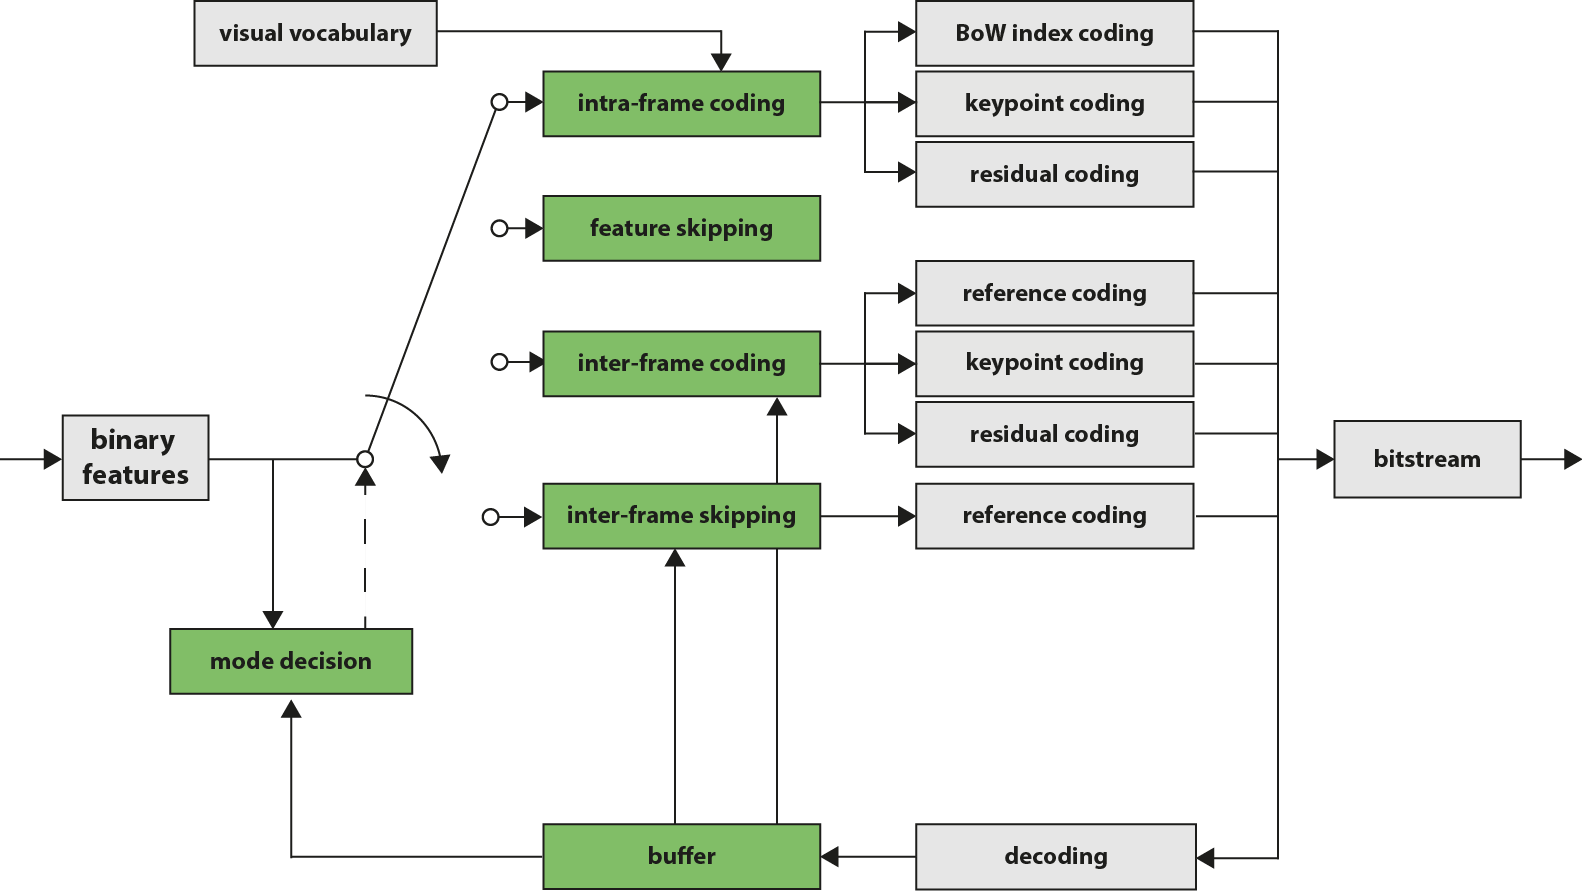 visual vocabulary
BoW index coding
intra-frame coding
keypoint coding
residual coding
feature skipping
reference coding
inter-frame coding
keypoint coding
residual coding
binary
features
bitstream
inter-frame skipping
reference coding
mode decision
buffer
decoding